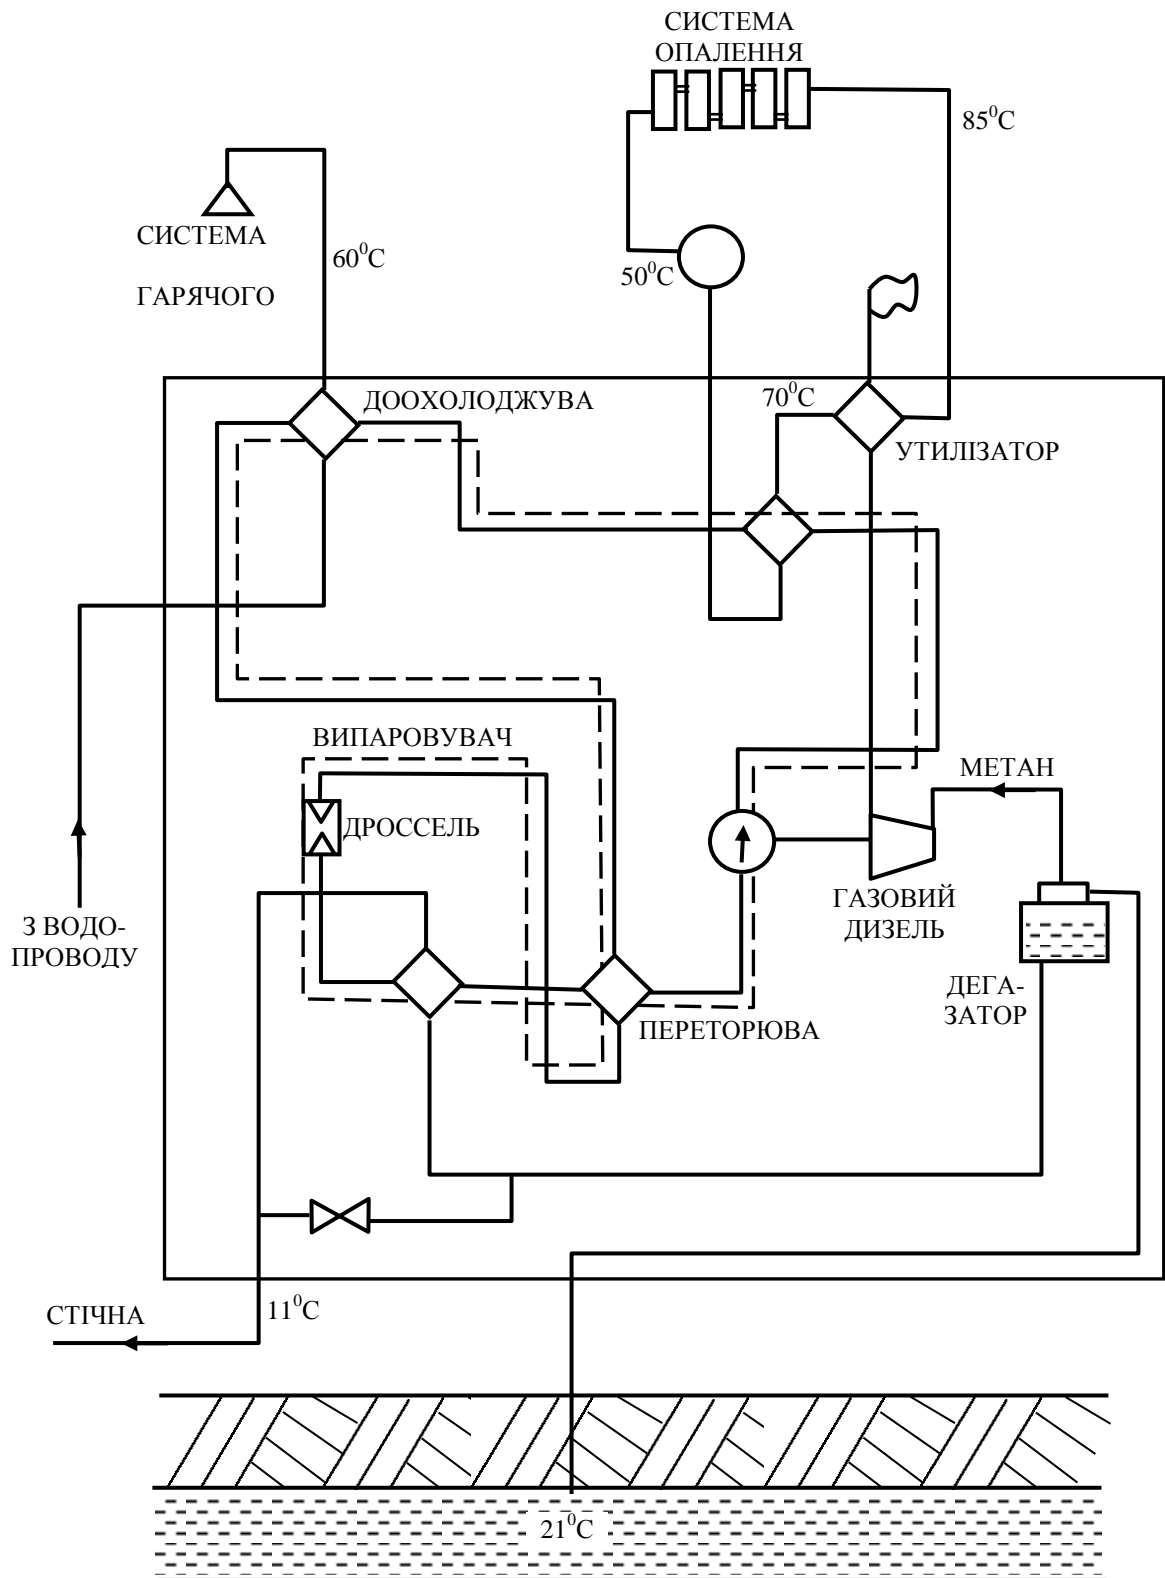 СИСТЕМА
ОПАЛЕННЯ
85⁰С
СИСТЕМА
60⁰С
50⁰С
ГАРЯЧОГО
70⁰С
ДООХОЛОДЖУВА
УТИЛІЗАТОР
ВИПАРОВУВАЧ
МЕТАН
ДРОССЕЛЬ
ГАЗОВИЙ
ДИЗЕЛЬ
З ВОДО-
ПРОВОДУ
ДЕГА-
ЗАТОР
ПЕРЕТОРЮВА
СТІЧНА
11⁰С
21⁰С